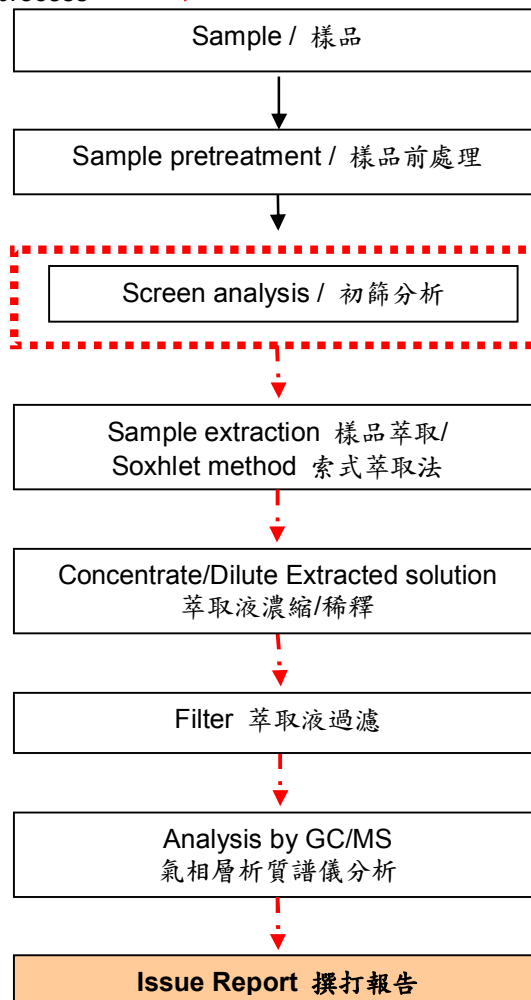 Sample / 樣品
Sample pretreatment / 樣品前處理
Screen analysis / 初篩分析
Sample extraction 樣品萃取/
Soxhlet method 索式萃取法
Concentrate/Dilute Extracted solution
萃取液濃縮/稀釋
Filter 萃取液過濾
Analysis by GC/MS
氣相層析質譜儀分析
Issue Report 撰打報告